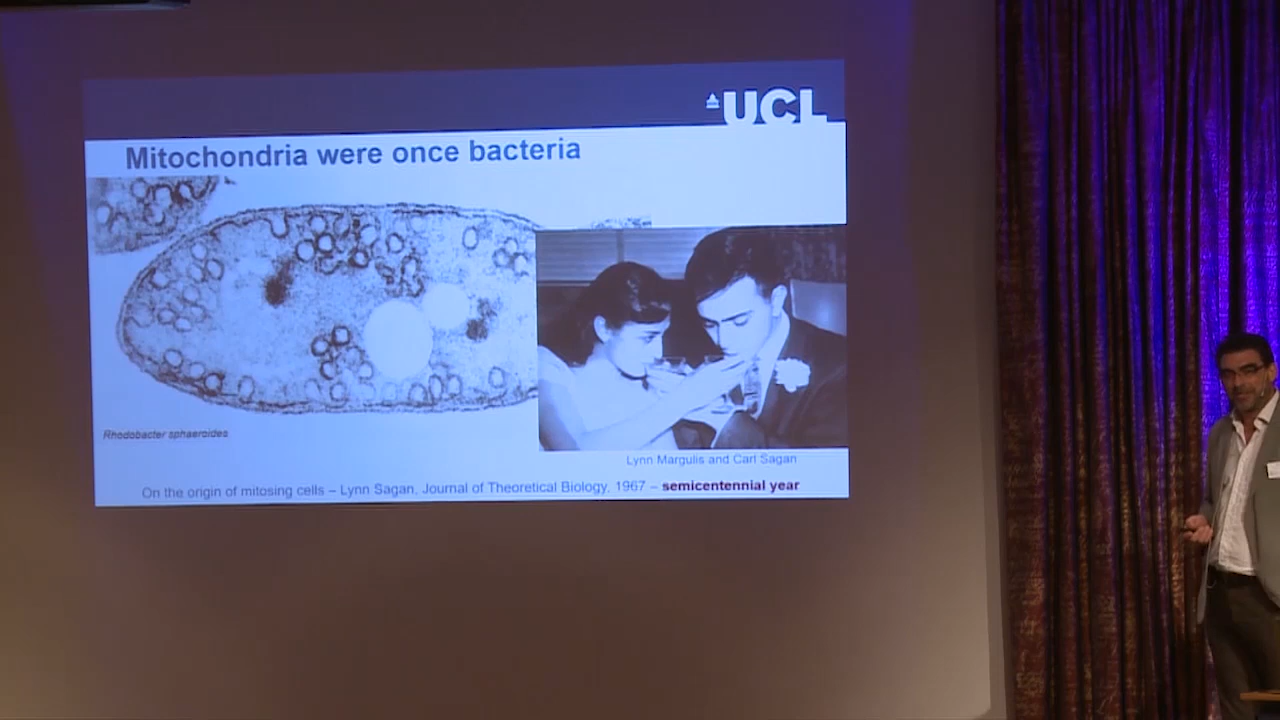 UCL
Mitochondria were once bacteria
Rhodobacter sphaeroides
Lynn Margulis and Carl Sagan
On the origin of mitosing cells – Lynn Sagan, Journal of Theoretical Biology, 1967 – semicentennial year